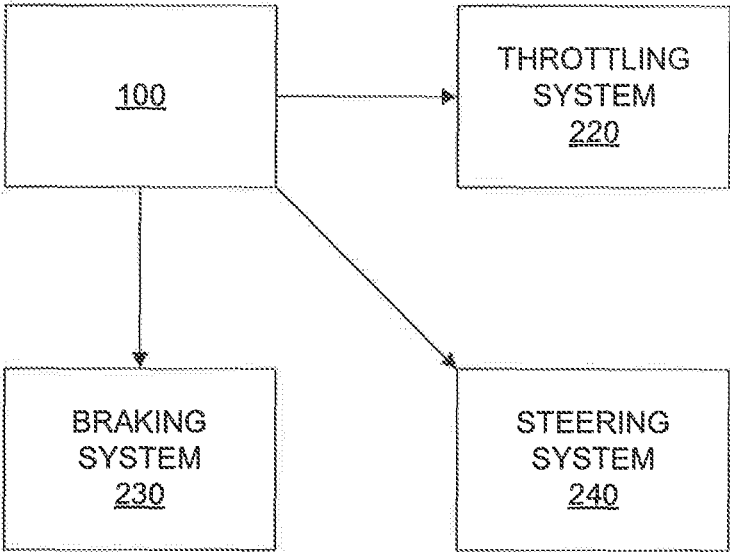 100
THROTTLING
SYSTEM
220
BRAKING
SYSTEM
230
STEERING
SYSTEM
240